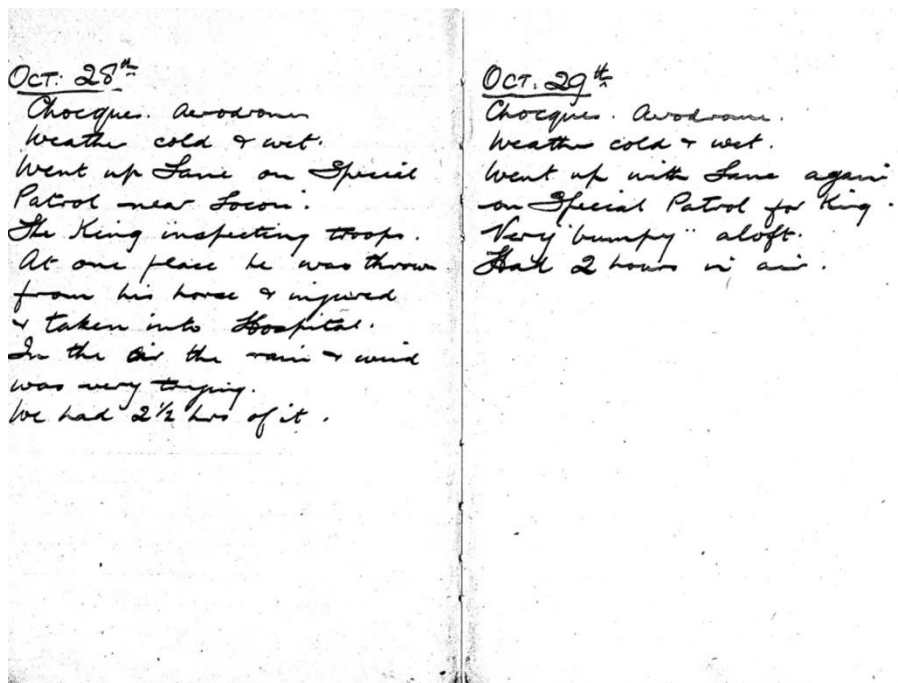 OCT: 28th
Chocques. Aerodrome
Weather cold & wet.
Went up Lane on Special
Patrol near Locon.
The King inspecting troops.
At one place he was thrown
from his horse & injured
& taken into Hospital.
In the air the rain & wind
was very trying.
We had 2 1/2 hrs of it.
OCT. 29th
Chocques. Aerodrome.
Weather cold & wet.
Went up with Lane again
on Special Patrol for King.
Very "bumpy" aloft.
Had 2 hours in air.